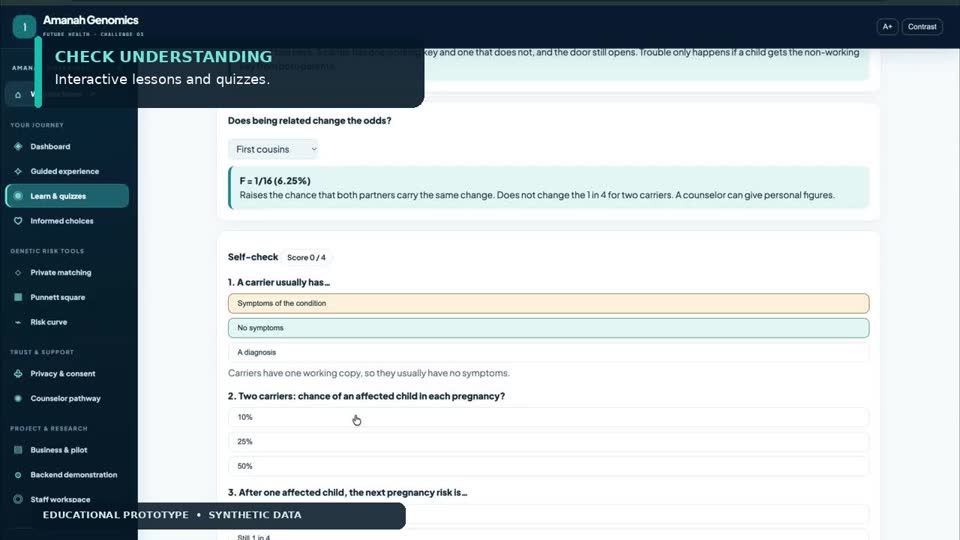 Amanah Genomics
FUTURE HEALTH · CHALLENGE 05
A+
Contrast
CHECK UNDERSTANDING
Interactive lessons and quizzes.
key and one that does not, and the door still opens. Trouble only happens if a child gets the non-working
YOUR JOURNEY
Dashboard
Guided experience
Learn & quizzes
Informed choices
GENETIC RISK TOOLS
Private matching
Punnett square
Risk curve
TRUST & SUPPORT
Privacy & consent
Counselor pathway
PROJECT & RESEARCH
Business & pilot
Backend demonstration
Staff workspace
Does being related change the odds?
First cousins
F = 1/16 (6.25%)
Raises the chance that both partners carry the same change. Does not change the 1 in 4 for two carriers. A counselor can give personal figures.
Self-check
Score 0 / 4
1. A carrier usually has…
Symptoms of the condition
No symptoms
A diagnosis
Carriers have one working copy, so they usually have no symptoms.
2. Two carriers: chance of an affected child in each pregnancy?
10%
25%
50%
3. After one affected child, the next pregnancy risk is…
Still 1 in 4
EDUCATIONAL PROTOTYPE • SYNTHETIC DATA